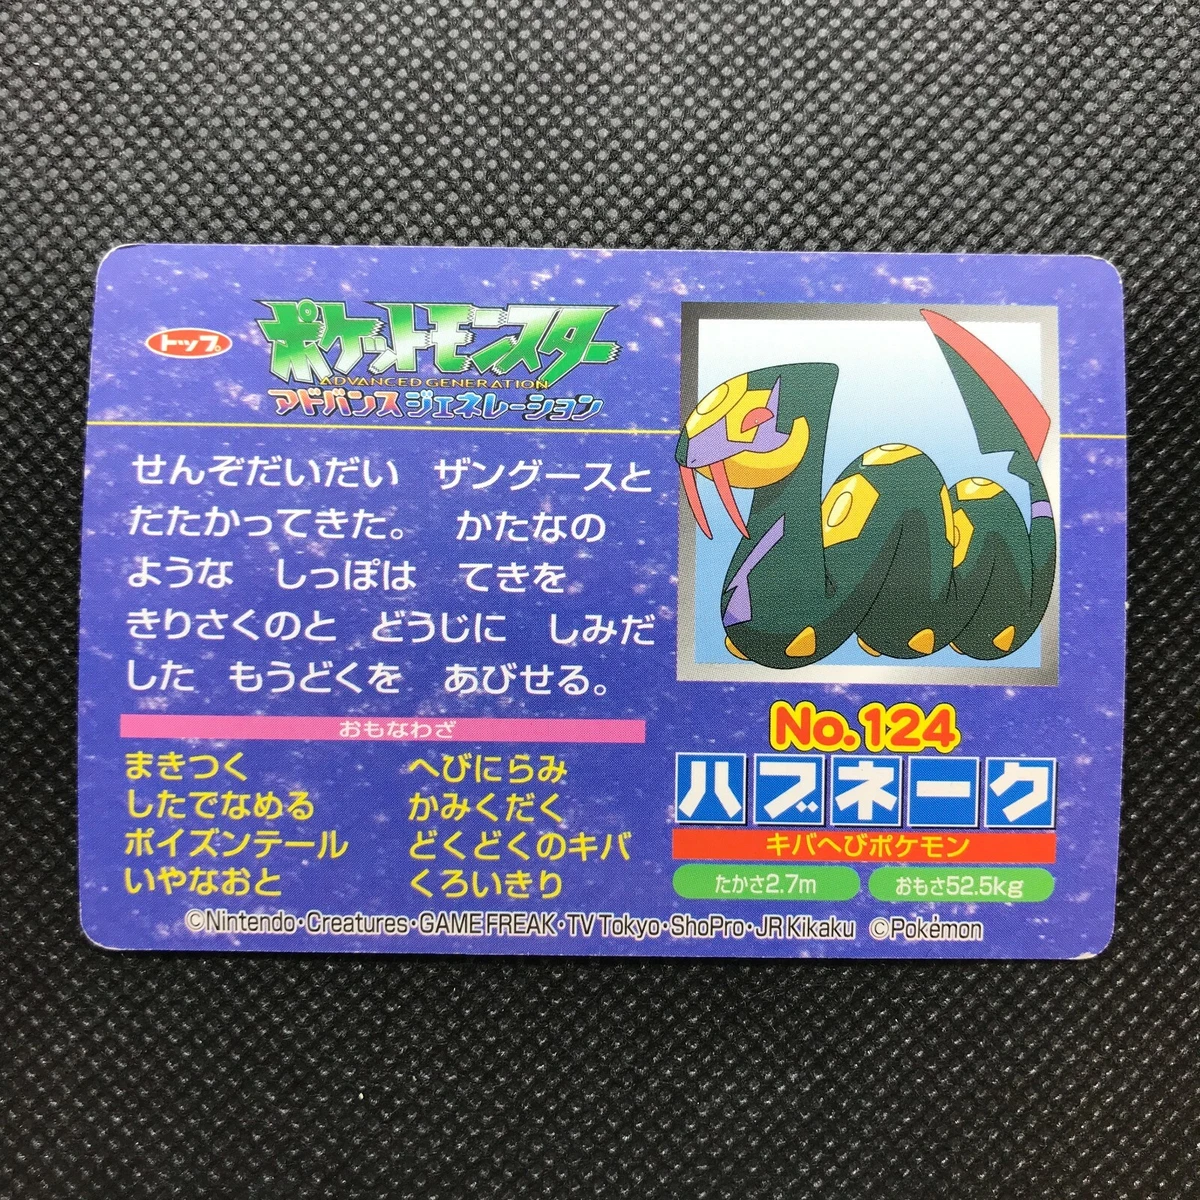 トップ
ポケットモンスター
ADVANCED GENERATION
アドバンスジェネレーション
せんぞだいだい ザングースと
たたかってきた。 かたなの
ような しっぽは てきを
きりさくのと どうじに しみだ
した もうどくを あびせる。
おもなわざ
まきつく へびにらみ
したでなめる かみくだく
ポイズンテール どくどくのキバ
いやなおと くろいきり
No.124
ハブネーク
キバへびポケモン
たかさ2.7m おもさ52.5kg
©Nintendo・Creatures・GAME FREAK・TV Tokyo・ShoPro・JR Kikaku ©Pokémon